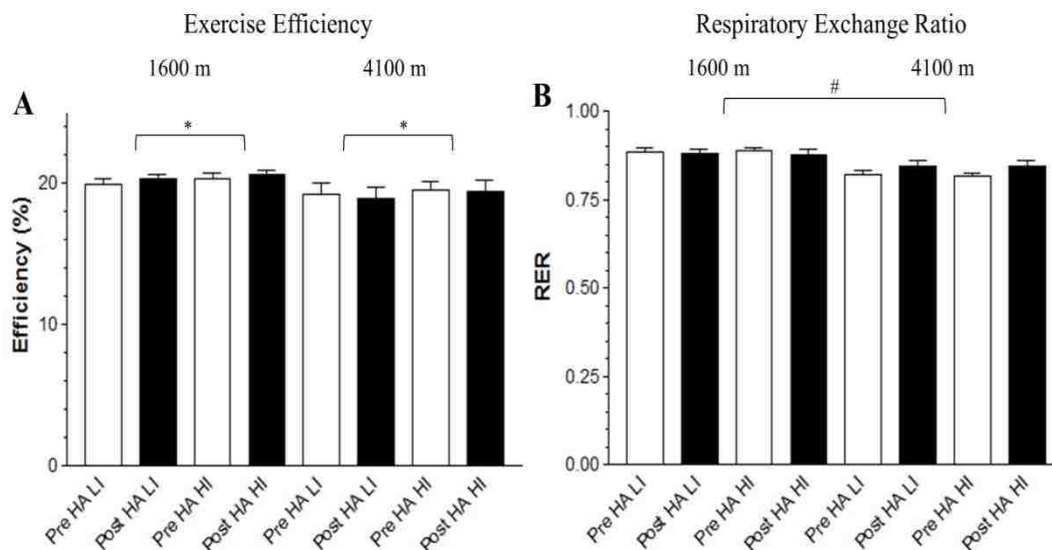 Exercise Efficiency
1600 m 4100 m
A
* *
Efficiency (%)
20
10
0
Pre HA LI
Post HA LI
Pre HA HI
Post HA HI
Pre HA LI
Post HA LI
Pre HA HI
Post HA HI
Respiratory Exchange Ratio
1600 m 4100 m
B
#
RER
1.00
0.75
0.50
0.25
0.00
Pre HA LI
Post HA LI
Pre HA HI
Post HA HI
Pre HA LI
Post HA LI
Pre HA HI
Post HA HI